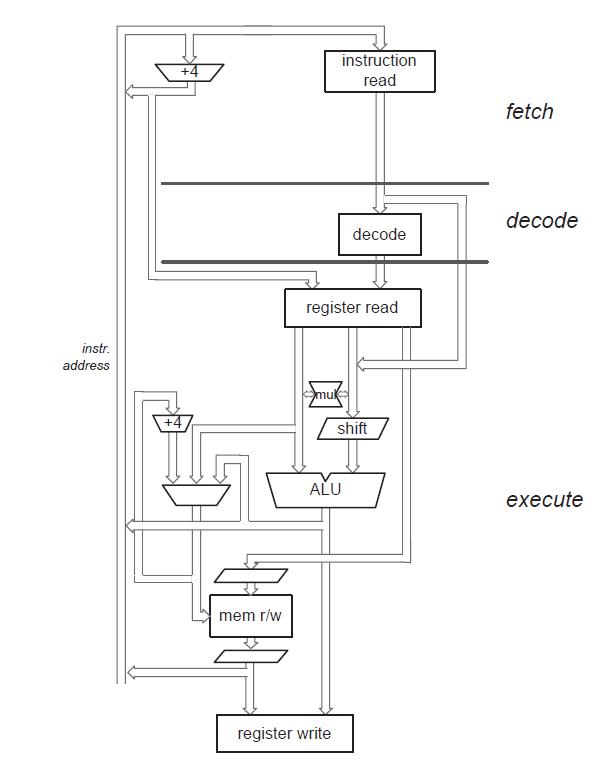 +4
instruction
read
fetch
decode
decode
register read
instr.
address
mul
+4
shift
ALU
execute
mem r/w
register write